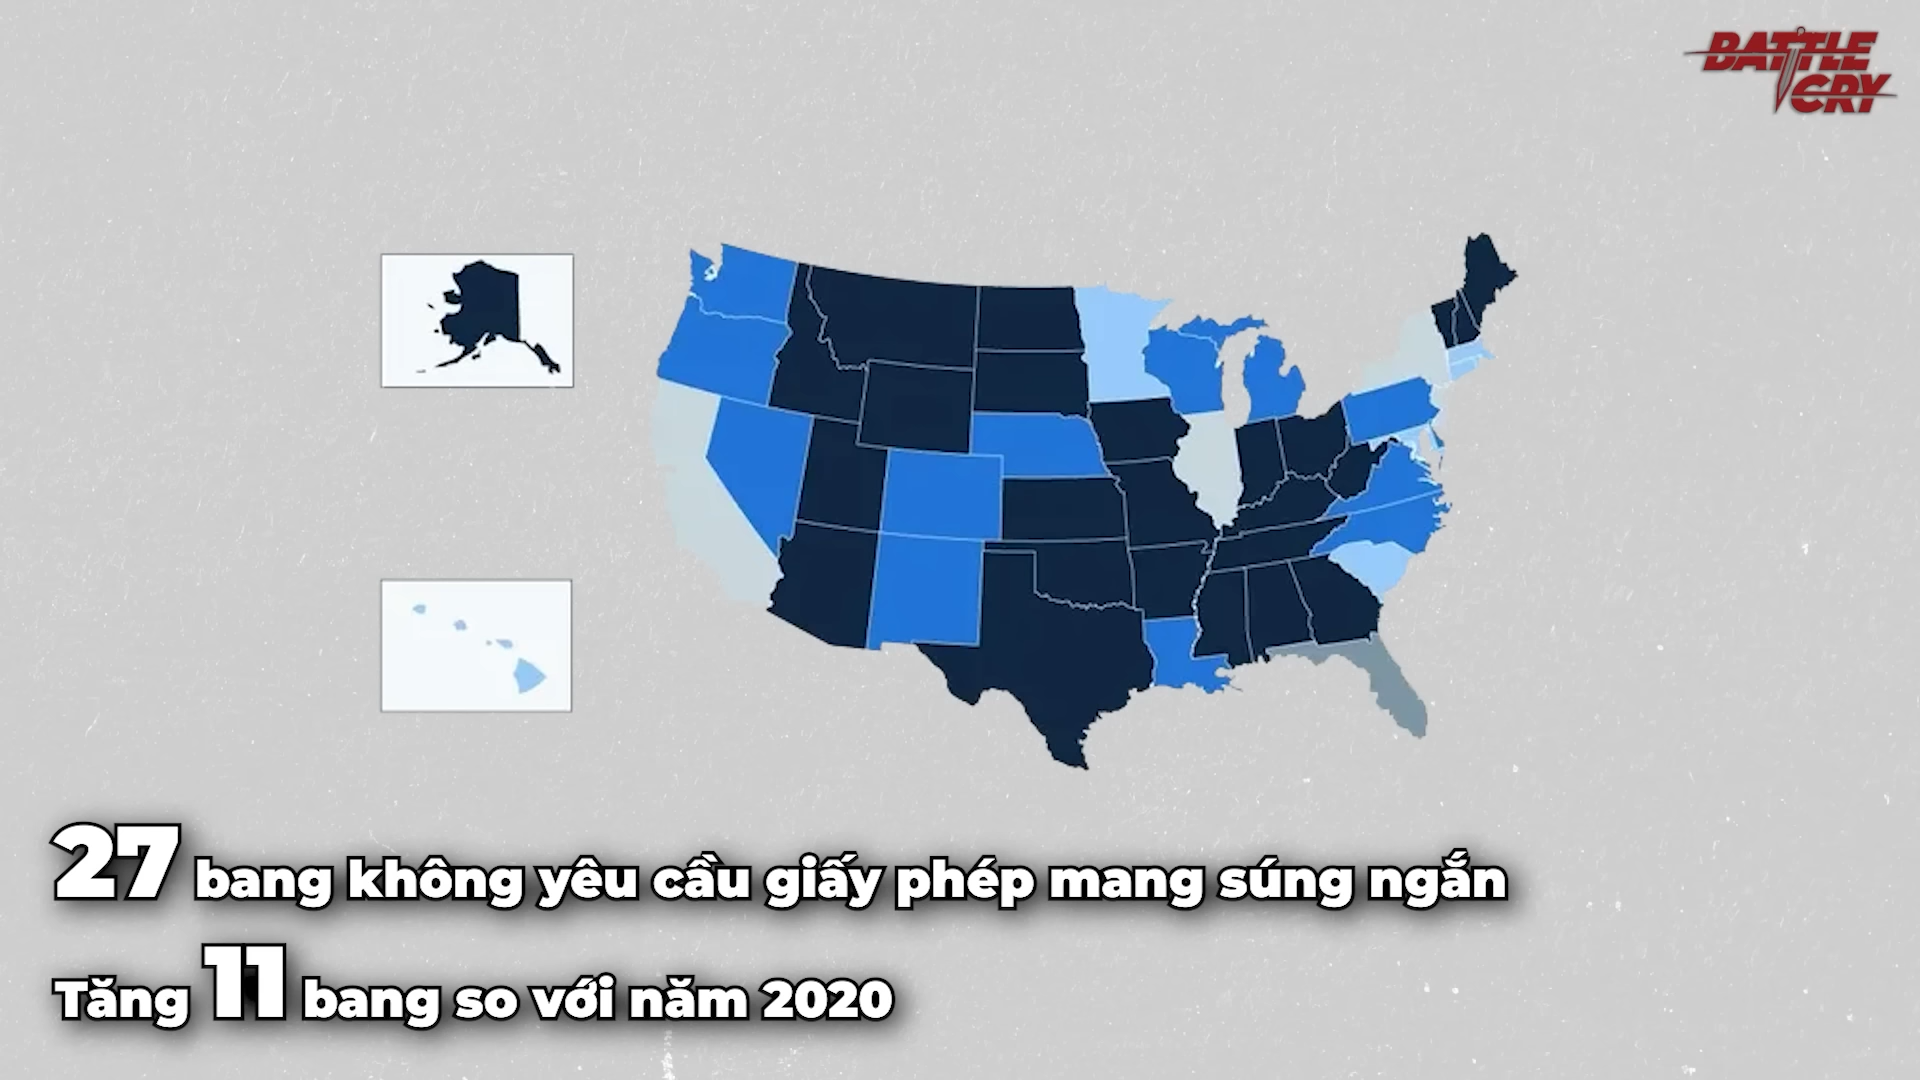 BATTLE
CRY
27 bang không yêu cầu giấy phép mang súng ngắn
Tăng 11 bang so với năm 2020